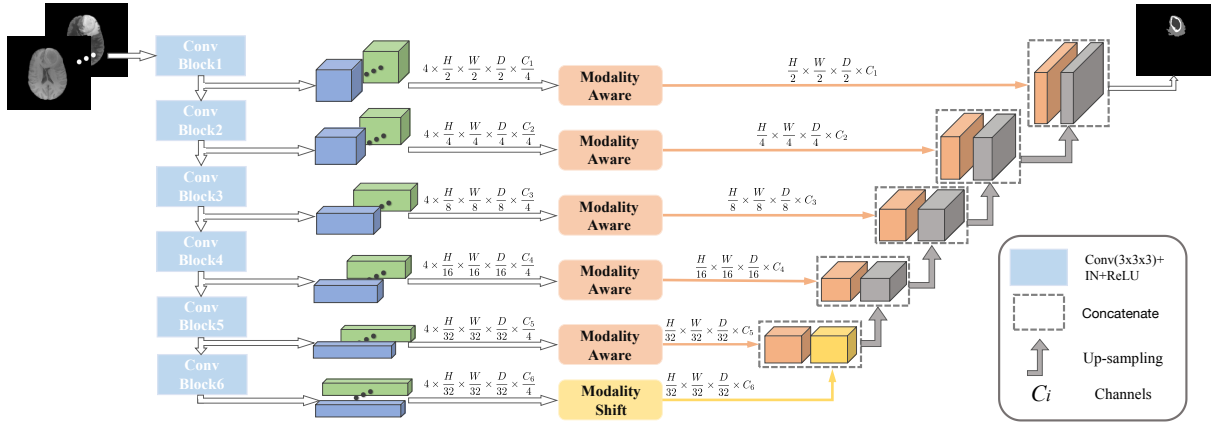 Conv
Block1
4 × H/2 × W/2 × D/2 × C₁/4
Modality
Aware
H/2 × W/2 × D/2 × C₁
Conv
Block2
4 × H/4 × W/4 × D/4 × C₂/4
Modality
Aware
H/4 × W/4 × D/4 × C₂
Conv
Block3
4 × H/8 × W/8 × D/8 × C₃/4
Modality
Aware
H/8 × W/8 × D/8 × C₃
Conv
Block4
4 × H/16 × W/16 × D/16 × C₄/4
Modality
Aware
H/16 × W/16 × D/16 × C₄
Conv
Block5
4 × H/32 × W/32 × D/32 × C₅/4
Modality
Aware
H/32 × W/32 × D/32 × C₅
Conv
Block6
4 × H/32 × W/32 × D/32 × C₆/4
Modality
Shift
H/32 × W/32 × D/32 × C₆
Conv(3x3x3)+
IN+ReLU
Concatenate
Up-sampling
Ci Channels